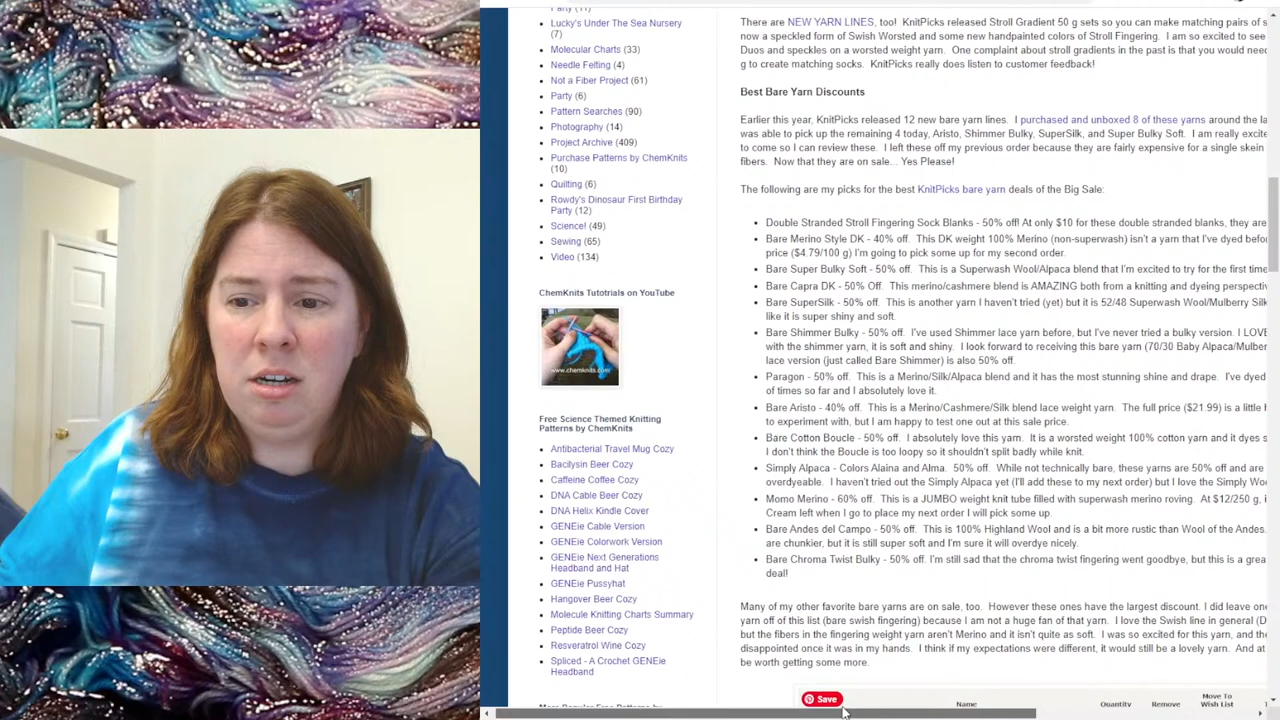 Party (11)
Lucky's Under The Sea Nursery
(7)
Molecular Charts (33)
Needle Felting (4)
Not a Fiber Project (61)
Party (6)
Pattern Searches (90)
Photography (14)
Project Archive (409)
Purchase Patterns by ChemKnits
(10)
Quilting (6)
Rowdy's Dinosaur First Birthday
Party (12)
Science! (49)
Sewing (65)
Video (134)
ChemKnits Tutotrials on YouTube
www.chemknits.com
Free Science Themed Knitting
Patterns by ChemKnits
Antibacterial Travel Mug Cozy
Bacilysin Beer Cozy
Caffeine Coffee Cozy
DNA Cable Beer Cozy
DNA Helix Kindle Cover
GENEie Cable Version
GENEie Colorwork Version
GENEie Next Generations
Headband and Hat
GENEie Pussyhat
Hangover Beer Cozy
Molecule Knitting Charts Summary
Peptide Beer Cozy
Resveratrol Wine Cozy
Spliced - A Crochet GENEie
Headband
There are NEW YARN LINES, too! KnitPicks released Stroll Gradient 50 g sets so you can make matching pairs of s
now a speckled form of Swish Worsted and some new handpainted colors of Stroll Fingering. I am so excited to see
Duos and speckles on a worsted weight yarn. One complaint about stroll gradients in the past is that you would nee
g to create matching socks. KnitPicks really does listen to customer feedback!
Best Bare Yarn Discounts
Earlier this year, KnitPicks released 12 new bare yarn lines. I purchased and unboxed 8 of these yarns around the la
was able to pick up the remaining 4 today, Aristo, Shimmer Bulky, SuperSilk, and Super Bulky Soft. I am really excite
to come so I can review these. I left these off my previous order because they are fairly expensive for a single skein
fibers. Now that they are on sale... Yes Please!
The following are my picks for the best KnitPicks bare yarn deals of the Big Sale:
Double Stranded Stroll Fingering Sock Blanks - 50% off! At only $10 for these double stranded blanks, they are
Bare Merino Style DK - 40% off. This DK weight 100% Merino (non-superwash) isn't a yarn that I've dyed befo
price ($4.79/100 g) I'm going to pick some up for my second order.
Bare Super Bulky Soft - 50% off. This is a Superwash Wool/Alpaca blend that I'm excited to try for the first time
Bare Capra DK - 50% Off. This merino/cashmere blend is AMAZING both from a knitting and dyeing perspectiv
Bare SuperSilk - 50% off. This is another yarn I haven't tried (yet) but it is 52/48 Superwash Wool/Mulberry Silk
like it is super shiny and soft.
Bare Shimmer Bulky - 50% off. I've used Shimmer lace yarn before, but I've never tried a bulky version. I LOVE
with the shimmer yarn, it is soft and shiny. I look forward to receiving this bare yarn (70/30 Baby Alpaca/Mulber
lace version (just called Bare Shimmer) is also 50% off.
Paragon - 50% off. This is a Merino/Silk/Alpaca blend and it has the most stunning shine and drape. I've dyed
of times so far and I absolutely love it.
Bare Aristo - 40% off. This is a Merino/Cashmere/Silk blend lace weight yarn. The full price ($21.99) is a little
to experiment with, but I am happy to test one out at this sale price.
Bare Cotton Boucle - 50% off. I absolutely love this yarn. It is a worsted weight 100% cotton yarn and it dyes s
I don't think the Boucle is too loopy so it shouldn't split badly while knit.
Simply Alpaca - Colors Alaina and Alma. 50% off. While not technically bare, these yarns are 50% off and are
overdyeable. I haven't tried out the Simply Alpaca yet (I'll add these to my next order) but I love the Simply Woo
Momo Merino - 60% off. This is a JUMBO weight knit tube filled with superwash merino roving. At $12/250 g, i
Cream left when I go to place my next order I will pick some up.
Bare Andes del Campo - 50% off. This is 100% Highland Wool and is a bit more rustic than Wool of the Andes
are chunkier, but it is still super soft and I'm sure it will overdye nicely.
Bare Chroma Twist Bulky - 50% off. I'm still sad that the chroma twist fingering went goodbye, but this is a grea
deal!
Many of my other favorite bare yarns are on sale, too. However these ones have the largest discount. I did leave on
yarn off of this list (bare swish fingering) because I am not a huge fan of that yarn. I love the Swish line in genera
but the fibers in the fingering weight yarn aren't Merino and it isn't quite as soft. I was so excited for this yarn, and
disappointed once it was in my hands. I think if my expectations were different, it would still be a lovely yarn. And at
be worth getting some more.
Save
Name
Quantity
Remove
Move To
Wish List